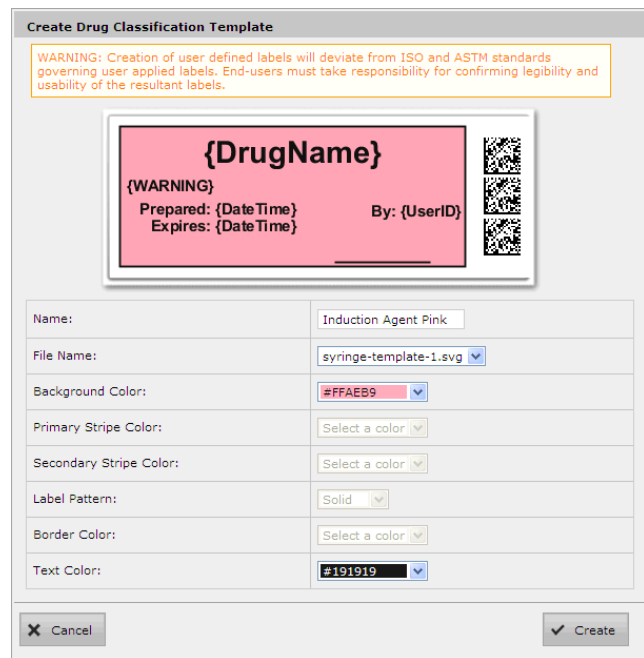 Create Drug Classification Template
WARNING: Creation of user defined labels will deviate from ISO and ASTM standards
governing user applied labels. End-users must take responsibility for confirming legibility and
usability of the resultant labels.
{DrugName}
{WARNING}
Prepared: {DateTime} By: {UserID}
Expires: {DateTime}
Name: Induction Agent Pink
File Name: syringe-template-1.svg
Background Color: #FFAEB9
Primary Stripe Color: Select a color
Secondary Stripe Color: Select a color
Label Pattern: Solid
Border Color: Select a color
Text Color: #191919
Cancel Create